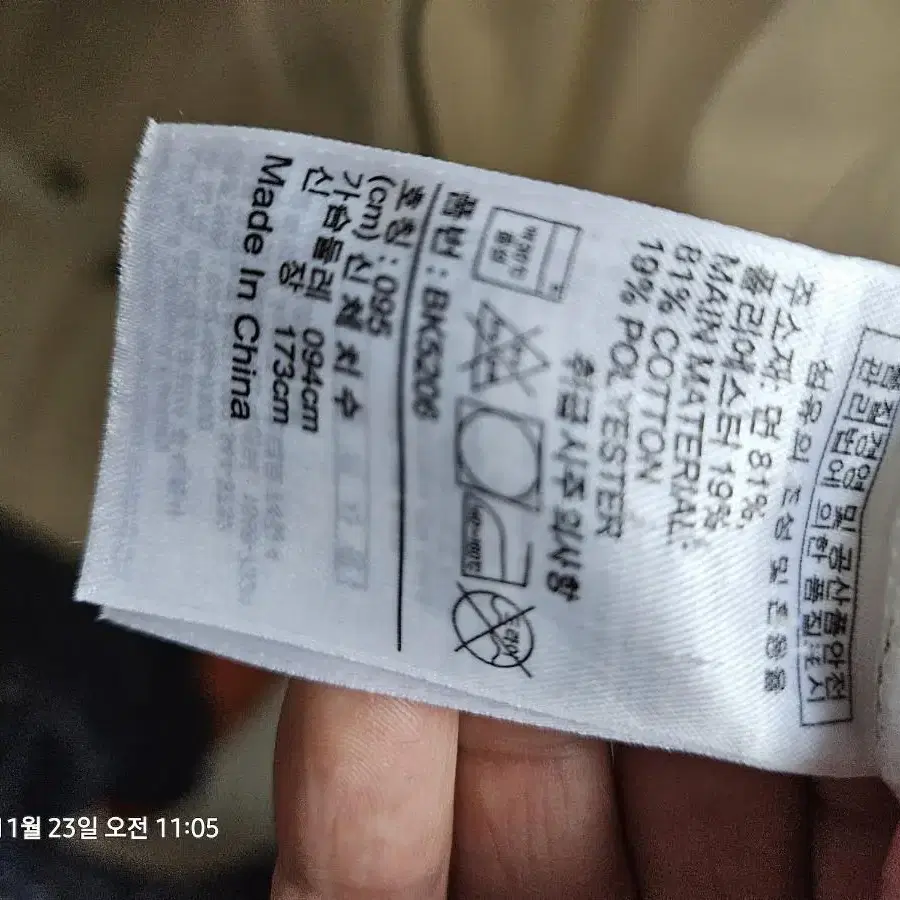 품질경영 및 공산품안전
관리법에 의한 품질표시
섬유의 조성 및 혼용율
주소재: 면 81%,
폴리에스터 19%
MAIN MATERIAL:
81% COTTON
19% POLYESTER
취급시주의사항
품번 : BK5206
호칭 : 095
(cm) 신체치수
가슴둘레 094cm
신장 173cm
Made In China
11월 23일 오전 11:05